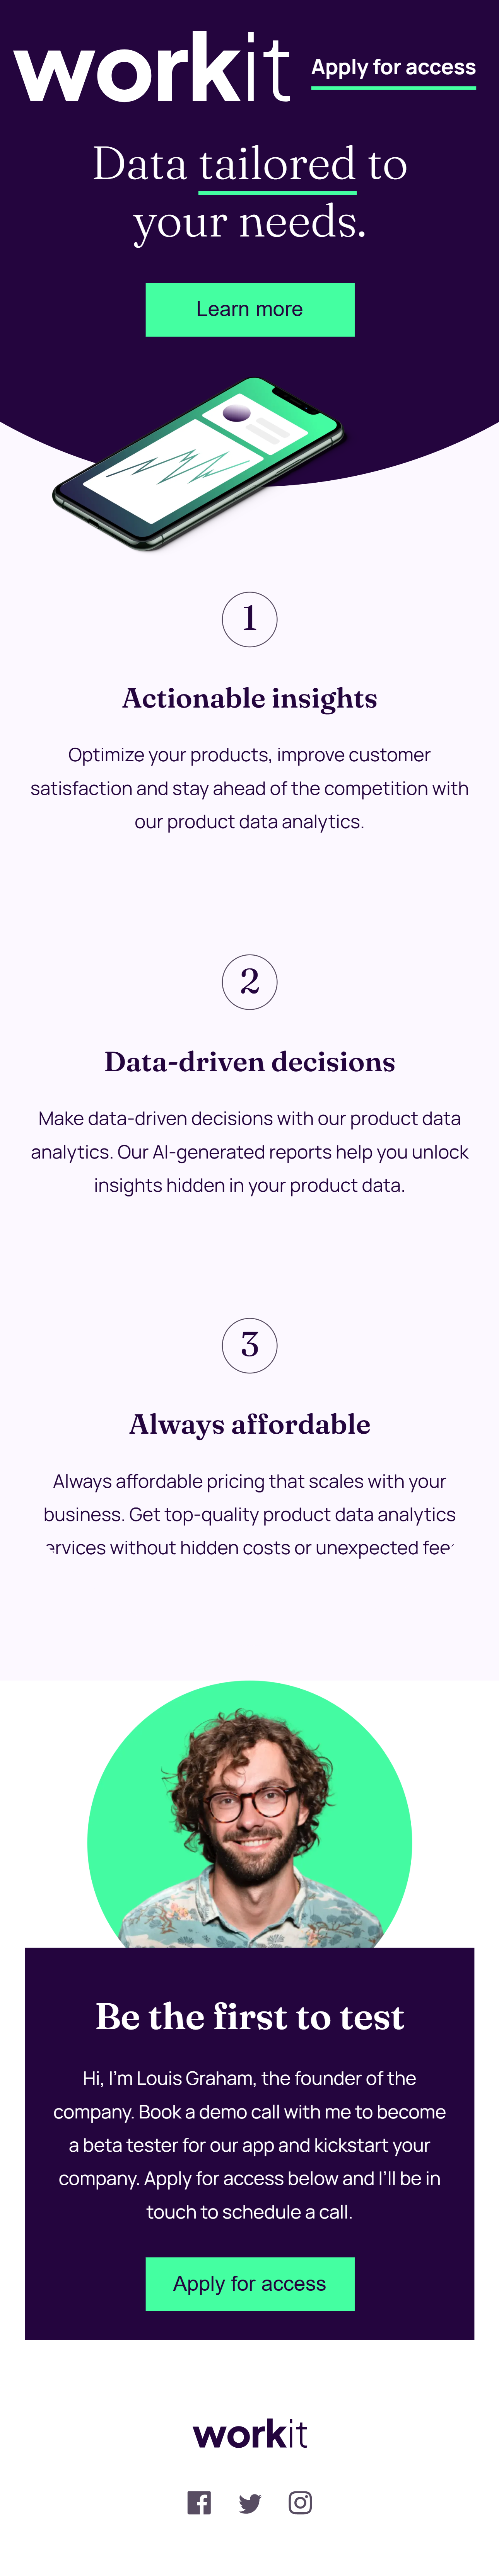 workit
Apply for access
Data tailored to
your needs.
Learn more
1
Actionable insights
Optimize your products, improve customer
satisfaction and stay ahead of the competition with
our product data analytics.
2
Data-driven decisions
Make data-driven decisions with our product data
analytics. Our AI-generated reports help you unlock
insights hidden in your product data.
3
Always affordable
Always affordable pricing that scales with your
business. Get top-quality product data analytics
ervices without hidden costs or unexpected fee
Be the first to test
Hi, I'm Louis Graham, the founder of the
company. Book a demo call with me to become
a beta tester for our app and kickstart your
company. Apply for access below and I'll be in
touch to schedule a call.
Apply for access
workit